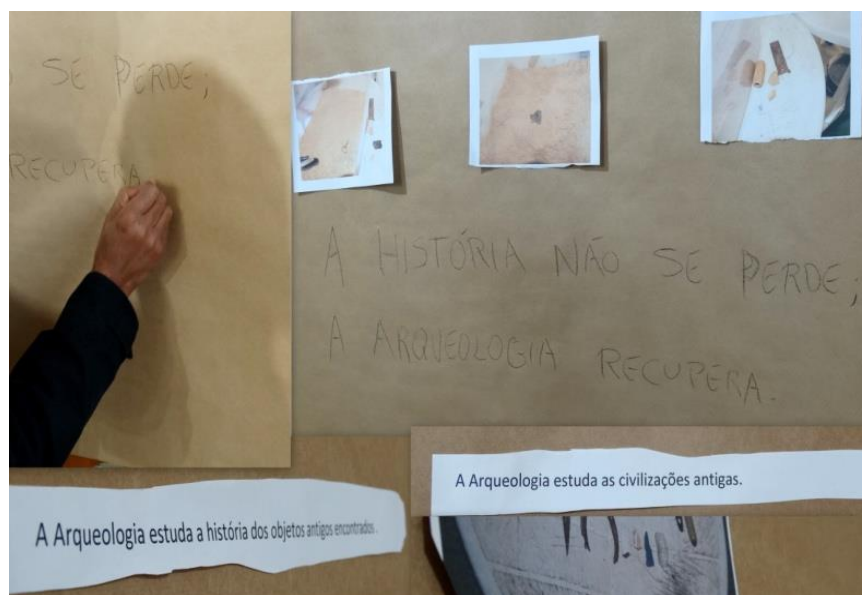 SE PERDE;
RECUPERA
A HISTÓRIA NÃO SE PERDE;
A ARQUEOLOGIA RECUPERA.
A Arqueologia estuda a história dos objetos antigos encontrados.
A Arqueologia estuda as civilizações antigas.